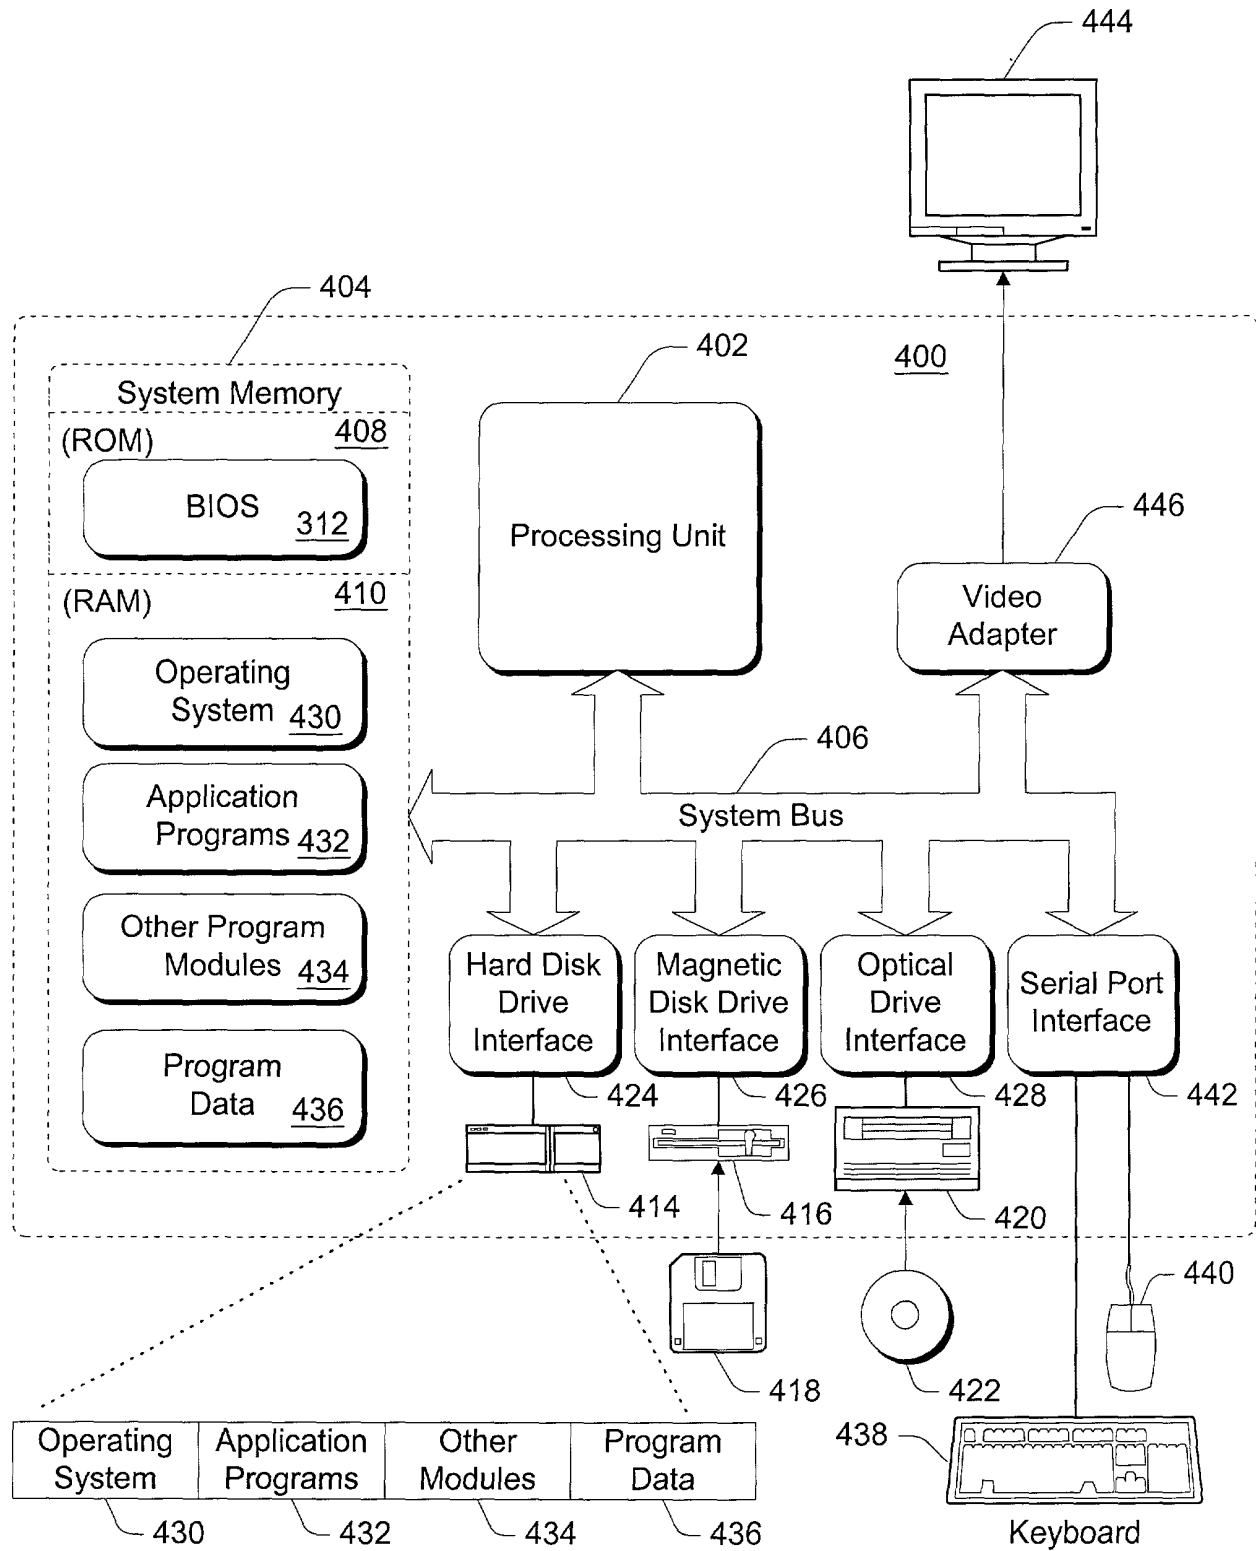 444
404
402
400
System Memory
(ROM)
408
BIOS
312
Processing Unit
446
Video
Adapter
(RAM)
410
Operating
System
430
406
Application
Programs
432
System Bus
Other Program
Modules
434
Hard Disk
Drive
Interface
Magnetic
Disk Drive
Interface
Optical
Drive
Interface
Serial Port
Interface
Program
Data
436
424
426
428
442
414
416
420
440
418
422
Operating
System
Application
Programs
Other
Modules
Program
Data
438
430
432
434
436
Keyboard